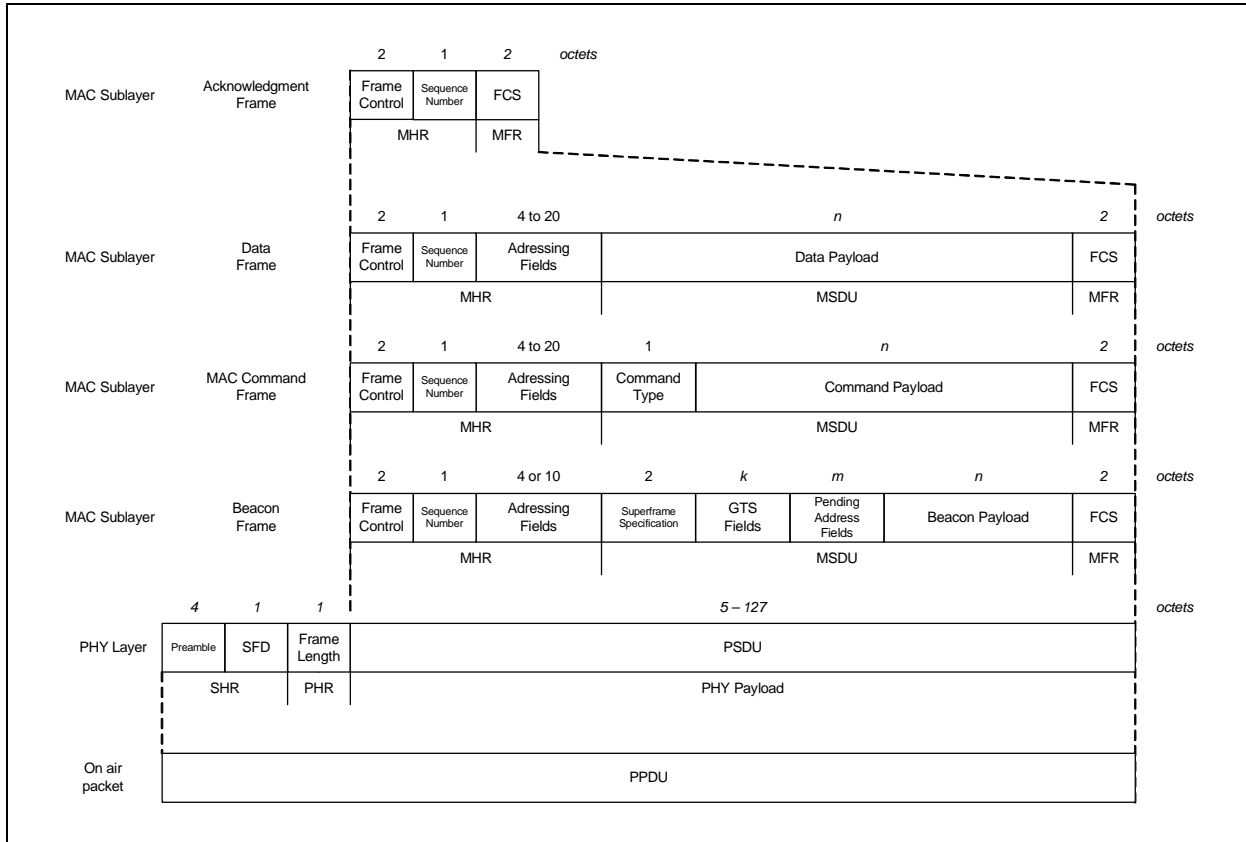 2 1 2 octets
MAC Sublayer Acknowledgment Frame Frame Control Sequence Number FCS
MHR MFR
2 1 4 to 20 n 2 octets
MAC Sublayer Data Frame Frame Control Sequence Number Adressing Fields Data Payload FCS
MHR MSDU MFR
2 1 4 to 20 1 n 2 octets
MAC Sublayer MAC Command Frame Frame Control Sequence Number Adressing Fields Command Type Command Payload FCS
MHR MSDU MFR
2 1 4 or 10 2 k m n 2 octets
MAC Sublayer Beacon Frame Frame Control Sequence Number Adressing Fields Superframe Specification GTS Fields Pending Address Fields Beacon Payload FCS
MHR MSDU MFR
4 1 1 5 – 127 octets
PHY Layer Preamble SFD Frame Length PSDU
SHR PHR PHY Payload
On air packet PPDU